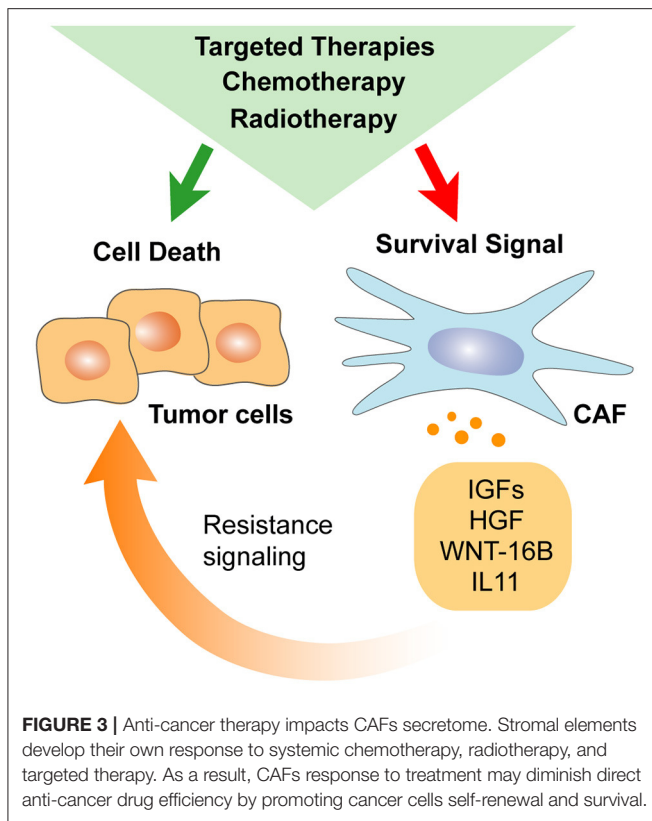 Targeted Therapies
Chemotherapy
Radiotherapy
Cell Death
Survival Signal
Tumor cells
CAF
Resistance
signaling
IGFs
HGF
WNT-16B
IL11
FIGURE 3 | Anti-cancer therapy impacts CAFs secretome. Stromal elements
develop their own response to systemic chemotherapy, radiotherapy, and
targeted therapy. As a result, CAFs response to treatment may diminish direct
anti-cancer drug efficiency by promoting cancer cells self-renewal and survival.